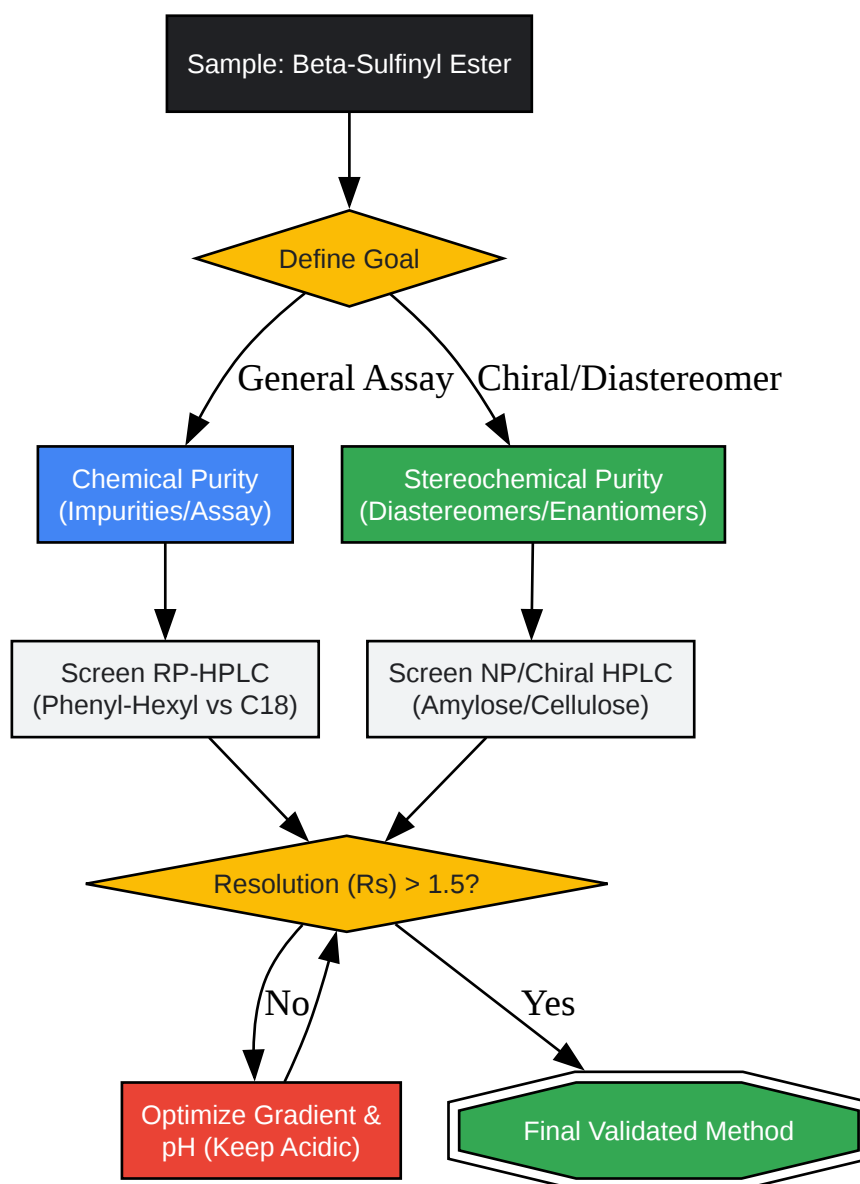 Sample: Beta-Sulfinyl Ester
Define Goal
General Assay
Chiral/Diastereomer
Chemical Purity
(Impurities/Assay)
Stereochemical Purity
(Diastereomers/Enantiomers)
Screen RP-HPLC
(Phenyl-Hexyl vs C18)
Screen NP/Chiral HPLC
(Amylose/Cellulose)
Resolution (Rs) > 1.5?
No
Yes
Optimize Gradient &
pH (Keep Acidic)
Final Validated Method